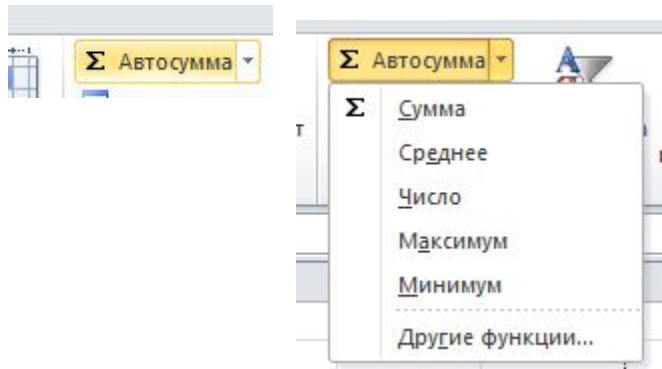 Σ Автосумма
Σ Автосумма
Σ Сумма
Среднее
Число
Максимум
Минимум
Другие функции...